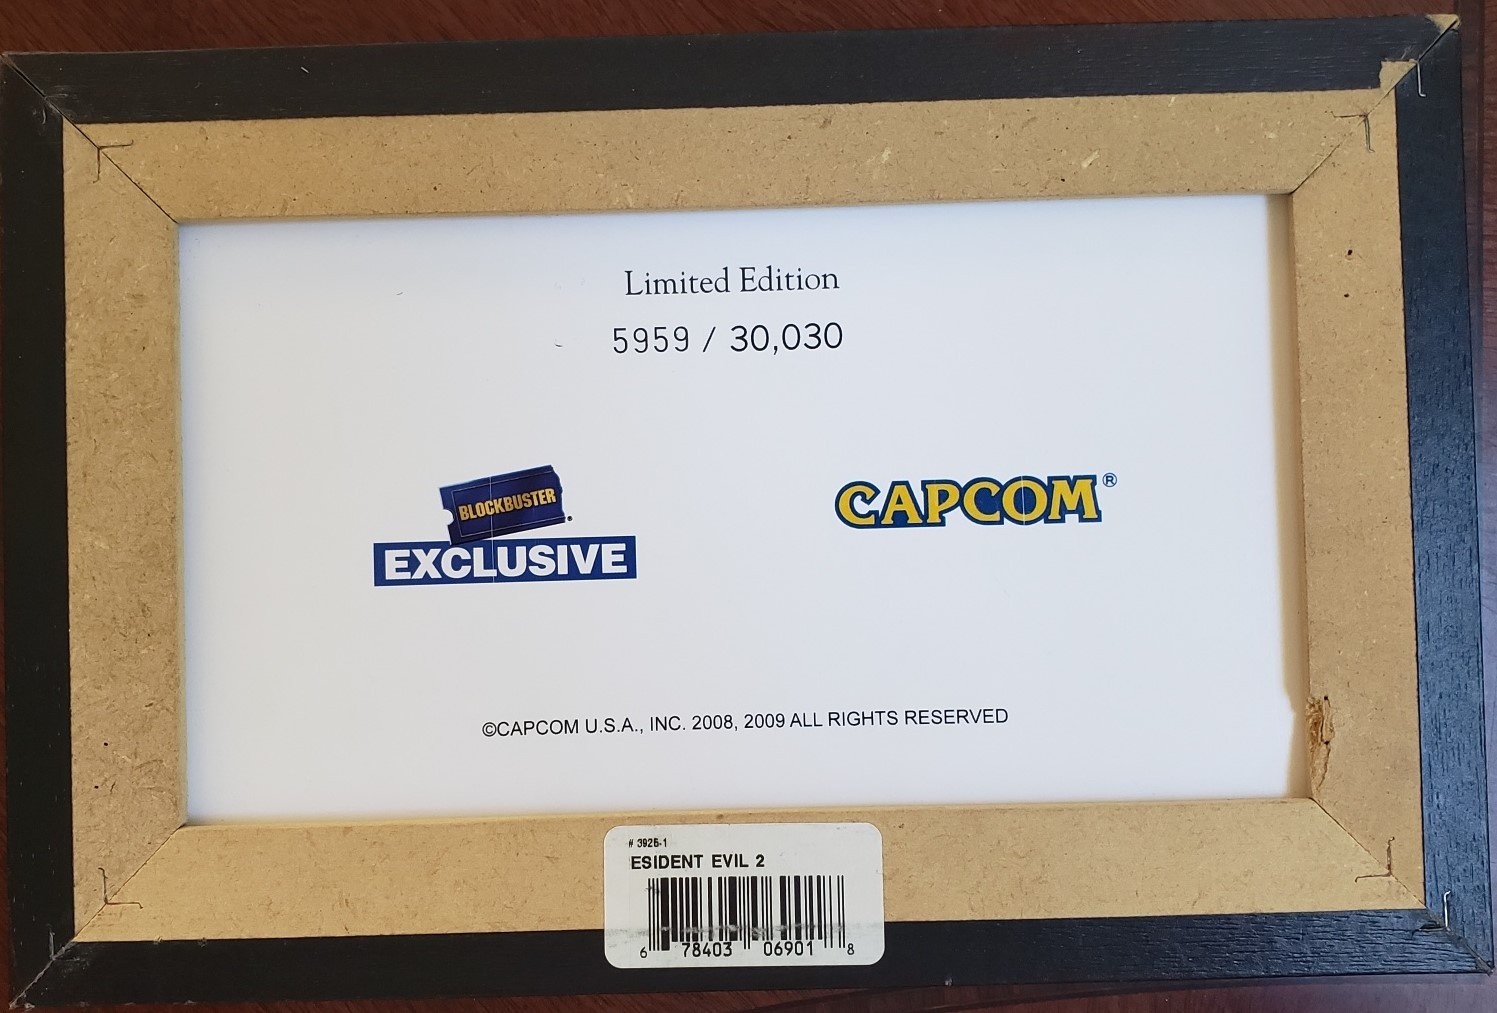 Limited Edition
5959 / 30,030
BLOCKBUSTER®
EXCLUSIVE
CAPCOM®
©CAPCOM U.S.A., INC. 2008, 2009 ALL RIGHTS RESERVED
# 3925-1
ESIDENT EVIL 2
6 78403 06901 8